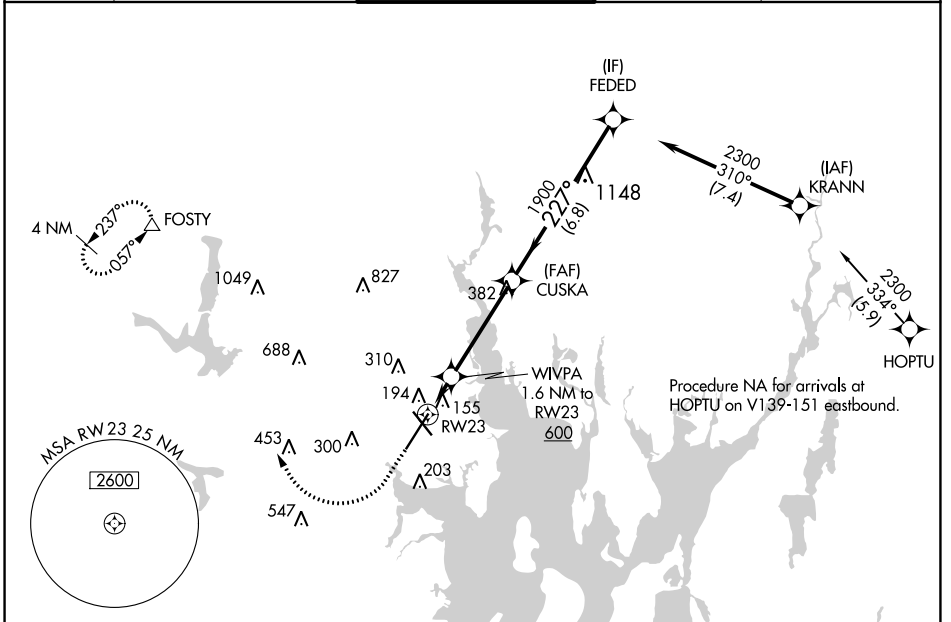 (IF)
FEDED
2300
310°
(7.4)
(IAF)
KRANN
1148
1900
227°
(6.8)
4 NM
237°
057°
FOSTY
1049
827
(FAF)
CUSKA
382
2300
334°
(5.9)
HOPTU
688
310
WIVPA
1.6 NM to
RW23
600
Procedure NA for arrivals at
HOPTU on V139-151 eastbound.
194
155
RW23
453
300
203
547
MSA RW 23 25 NM
2600